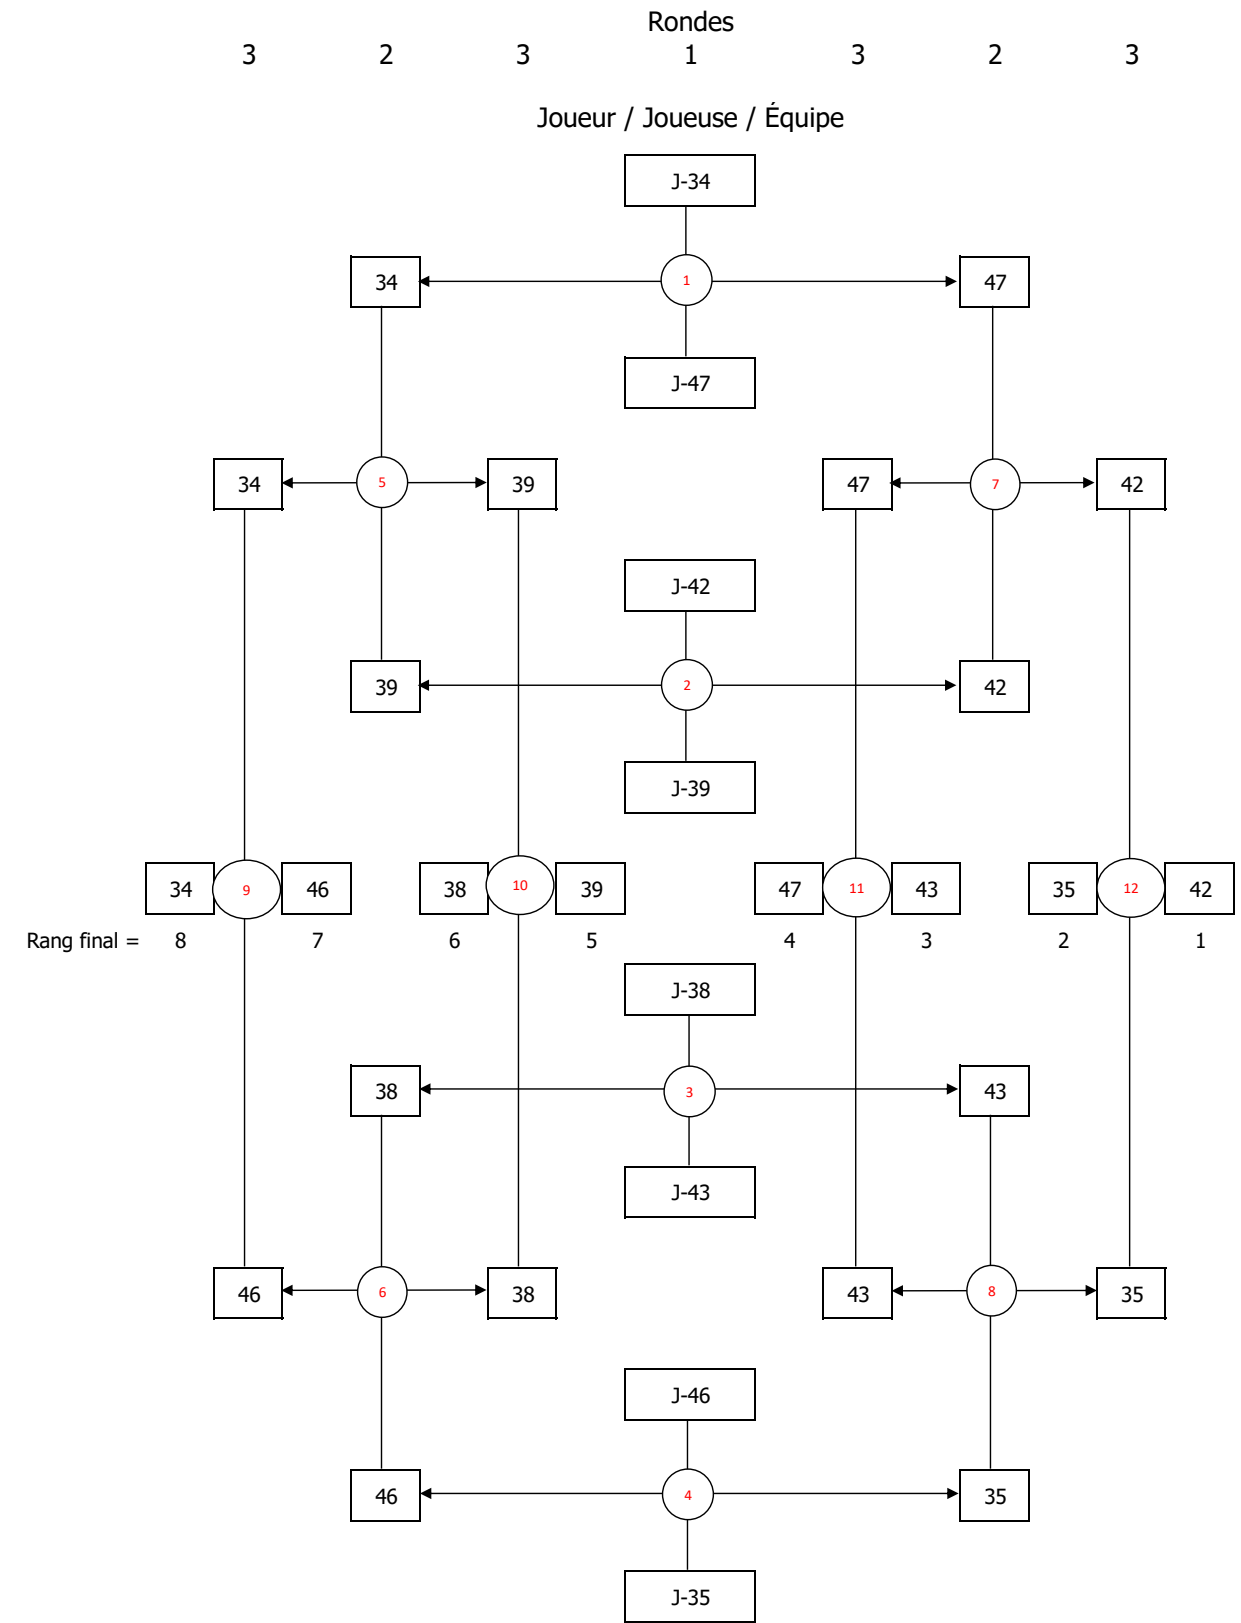 Rondes
3 2 3 1 3 2 3
Joueur / Joueuse / Équipe
J-34
34 1 47
J-47
34 5 39 47 7 42
J-42
39 2 42
J-39
34 9 46 38 10 39 47 11 43 35 12 42
Rang final = 8 7 6 5 4 3 2 1
J-38
38 3 43
J-43
46 6 38 43 8 35
J-46
46 4 35
J-35